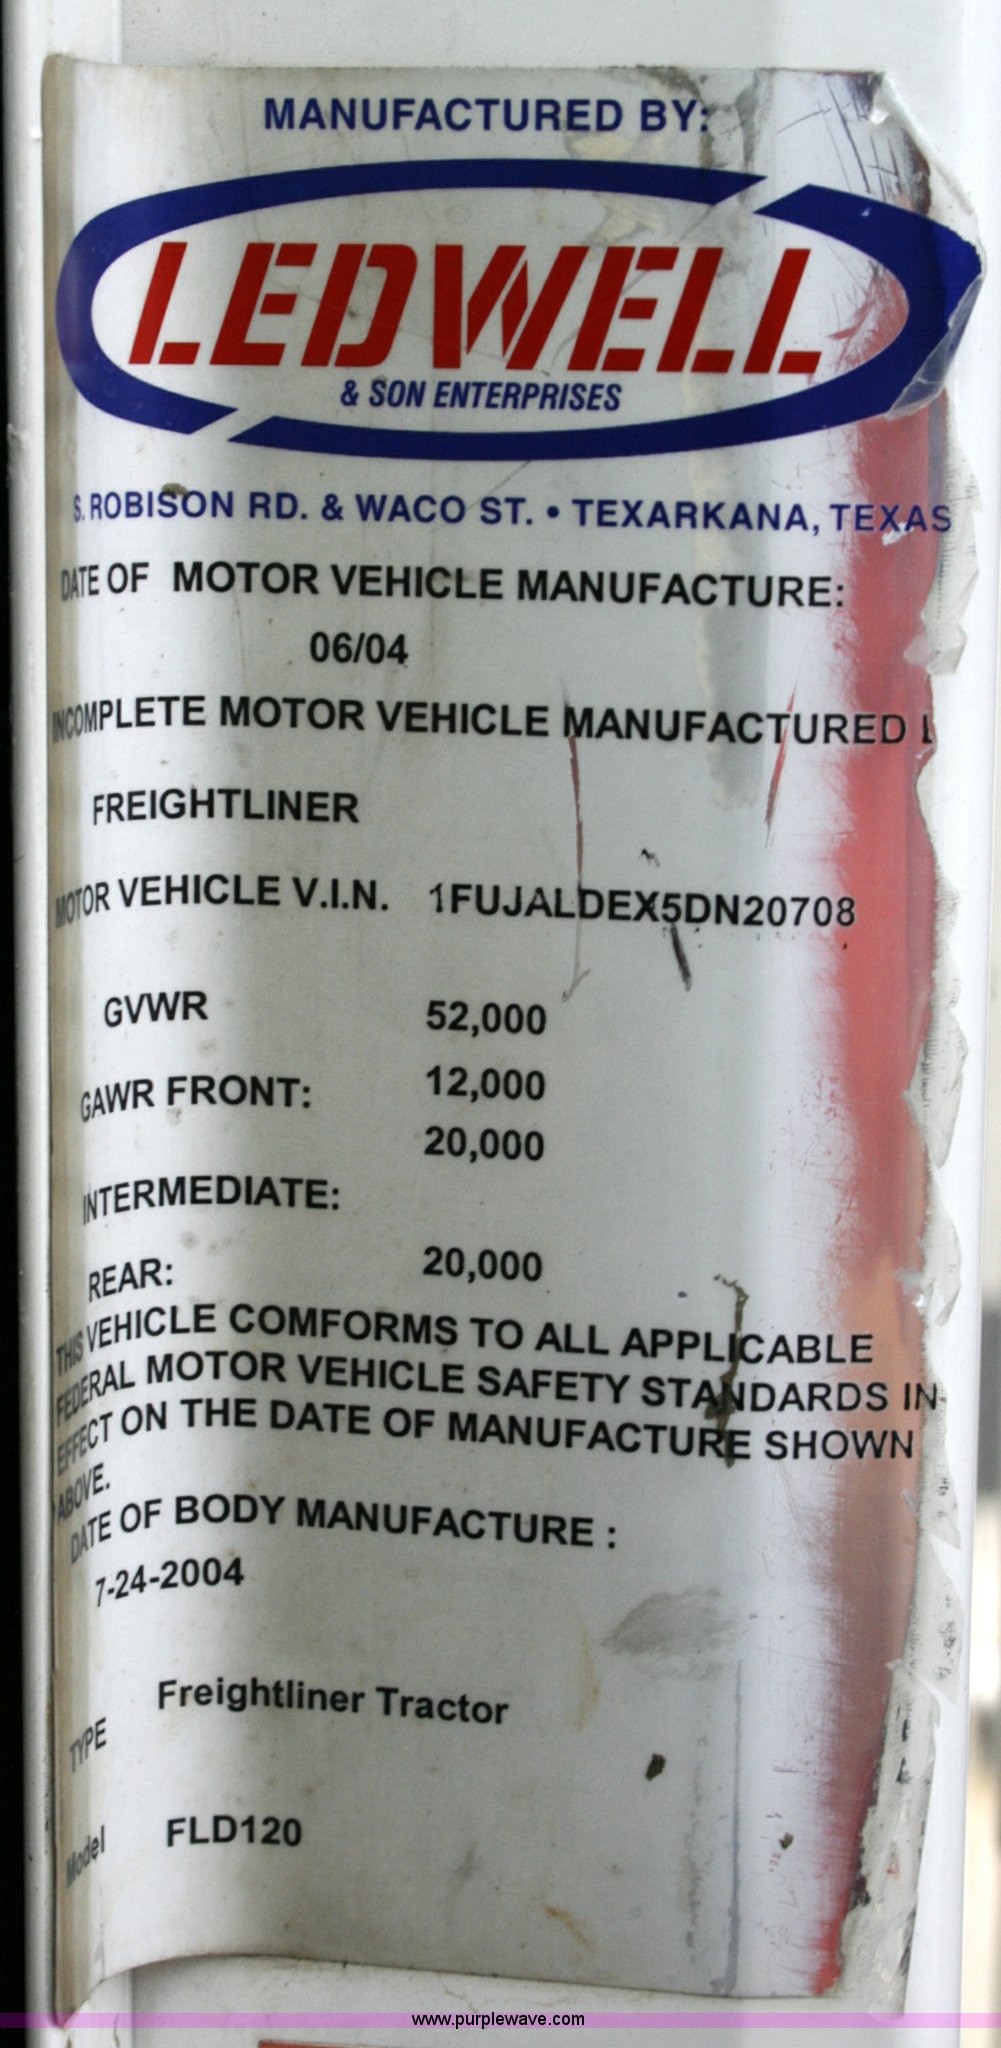 MANUFACTURED BY:
LEDWELL
& SON ENTERPRISES
S. ROBISON RD. & WACO ST. • TEXARKANA, TEXAS
DATE OF MOTOR VEHICLE MANUFACTURE:
06/04
INCOMPLETE MOTOR VEHICLE MANUFACTURED
FREIGHTLINER
MOTOR VEHICLE V.I.N. 1FUJALDEX5DN20708
GVWR 52,000
GAWR FRONT: 12,000
20,000
INTERMEDIATE:
REAR: 20,000
THIS VEHICLE COMFORMS TO ALL APPLICABLE
FEDERAL MOTOR VEHICLE SAFETY STANDARDS IN
EFFECT ON THE DATE OF MANUFACTURE SHOWN
ABOVE.
DATE OF BODY MANUFACTURE :
7-24-2004
TYPE Freightliner Tractor
Model FLD120
www.purplewave.com